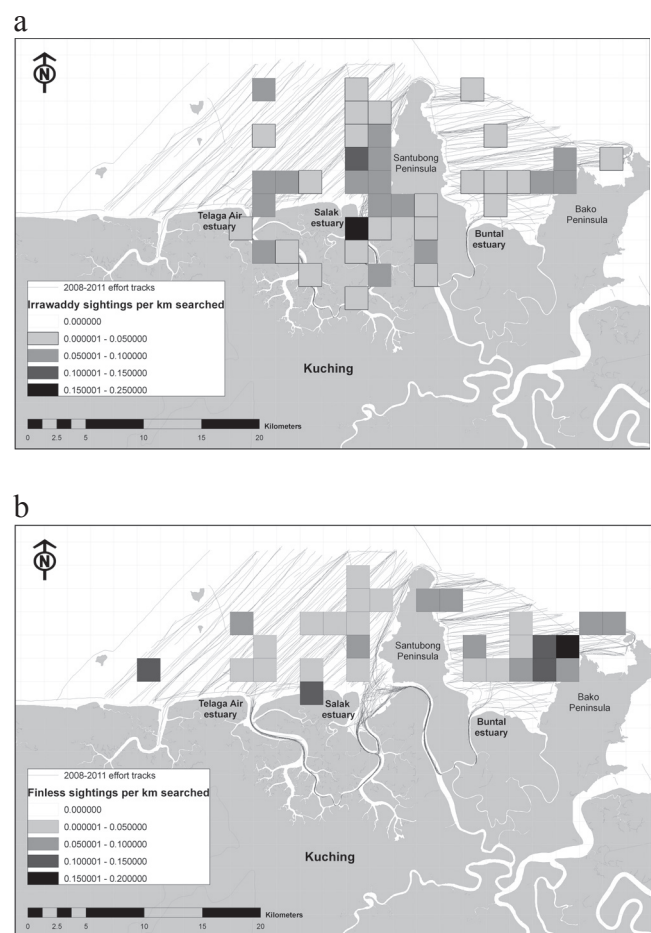 a
N
Santubong
Peninsula
Telaga Air
estuary
Salak
estuary
Buntal
estuary
Bako
Peninsula
2008-2011 effort tracks
Irrawaddy sightings per km searched
0.000000
0.000001 - 0.050000
0.050001 - 0.100000
0.100001 - 0.150000
0.150001 - 0.250000
Kuching
Kilometers
0 2.5 5 10 15 20
b
N
Santubong
Peninsula
Telaga Air
estuary
Salak
estuary
Buntal
estuary
Bako
Peninsula
2008-2011 effort tracks
Finless sightings per km searched
0.000000
0.000001 - 0.050000
0.050001 - 0.100000
0.100001 - 0.150000
0.150001 - 0.200000
Kuching
Kilometers
0 2.5 5 10 15 20